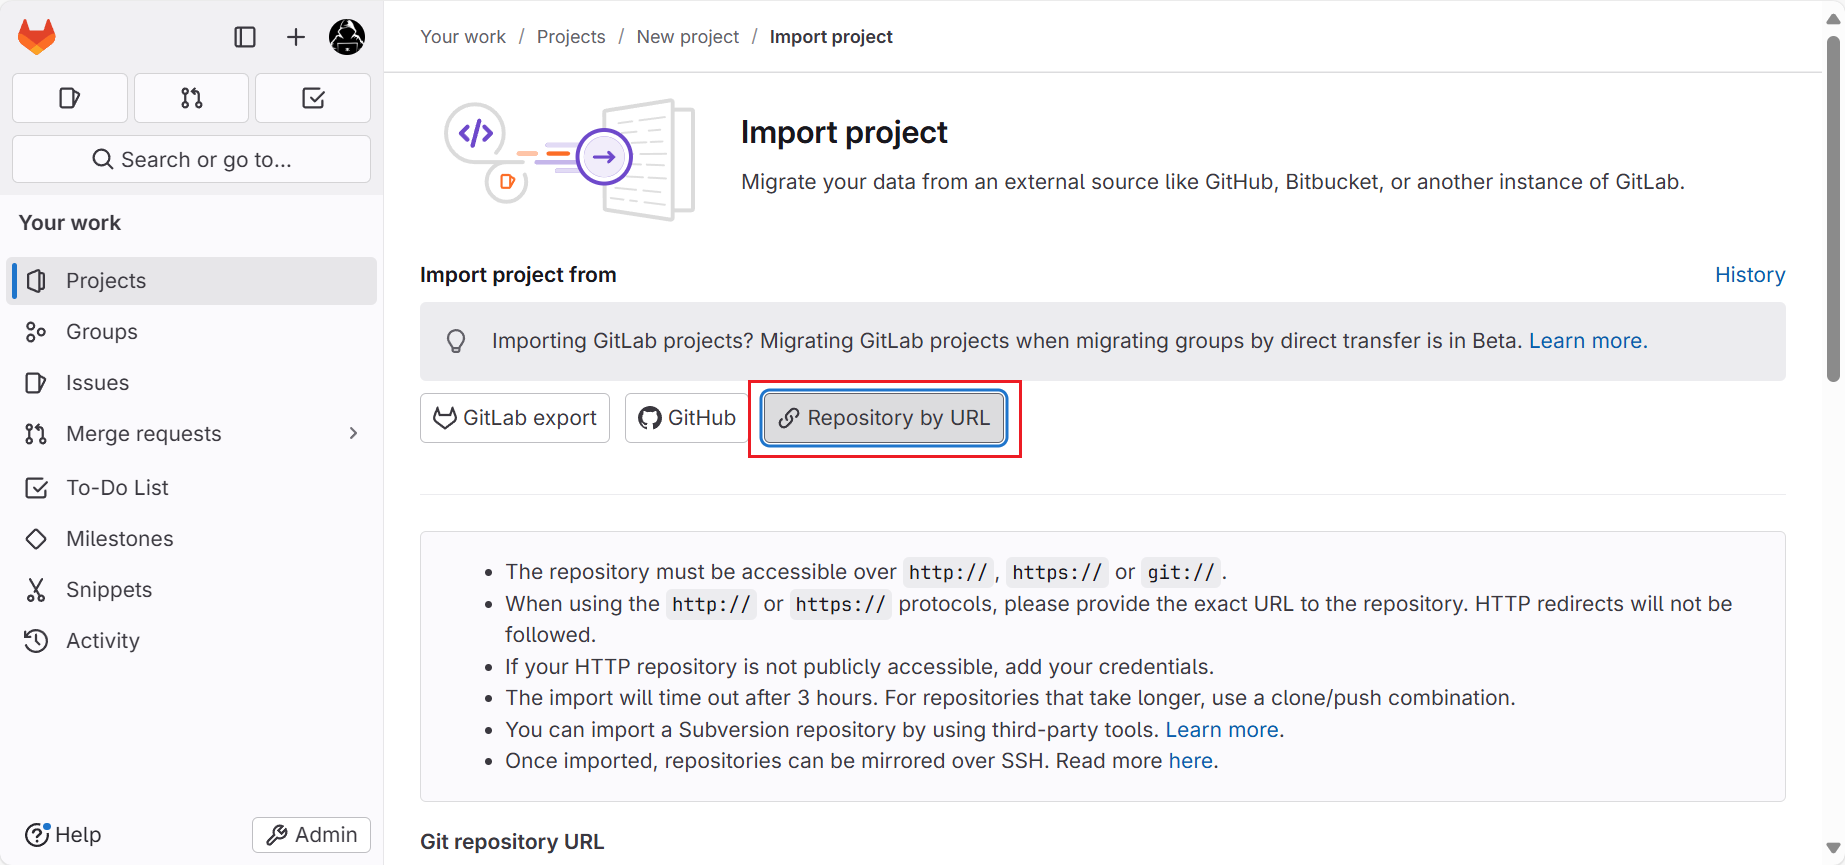 Your work / Projects / New project / Import project
Search or go to...
Your work
Projects
Groups
Issues
Merge requests
To-Do List
Milestones
Snippets
Activity
Help
Admin
Import project
Migrate your data from an external source like GitHub, Bitbucket, or another instance of GitLab.
Import project from
History
Importing GitLab projects? Migrating GitLab projects when migrating groups by direct transfer is in Beta. Learn more.
GitLab export
GitHub
Repository by URL
• The repository must be accessible over http://, https:// or git://.
• When using the http:// or https:// protocols, please provide the exact URL to the repository. HTTP redirects will not be
followed.
• If your HTTP repository is not publicly accessible, add your credentials.
• The import will time out after 3 hours. For repositories that take longer, use a clone/push combination.
• You can import a Subversion repository by using third-party tools. Learn more.
• Once imported, repositories can be mirrored over SSH. Read more here.
Git repository URL